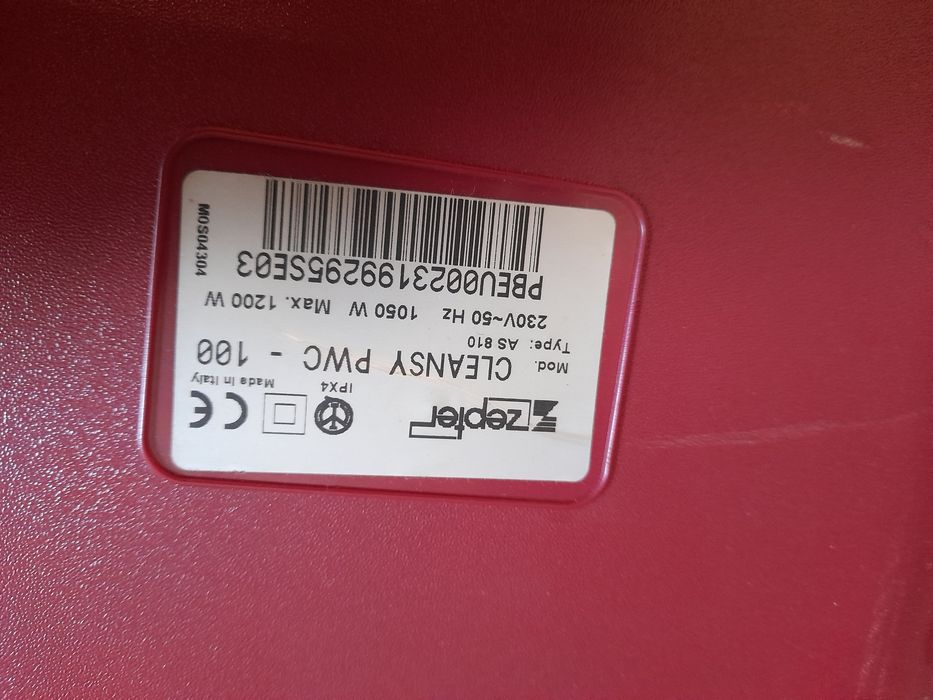 zepter
IPX4
Made in Italy
Mod. CLEANSY PWC - 100
Type: AS 810
230V~50 Hz 1050 W Max. 1200 W
PBEU0023199295SE03
M0S04304